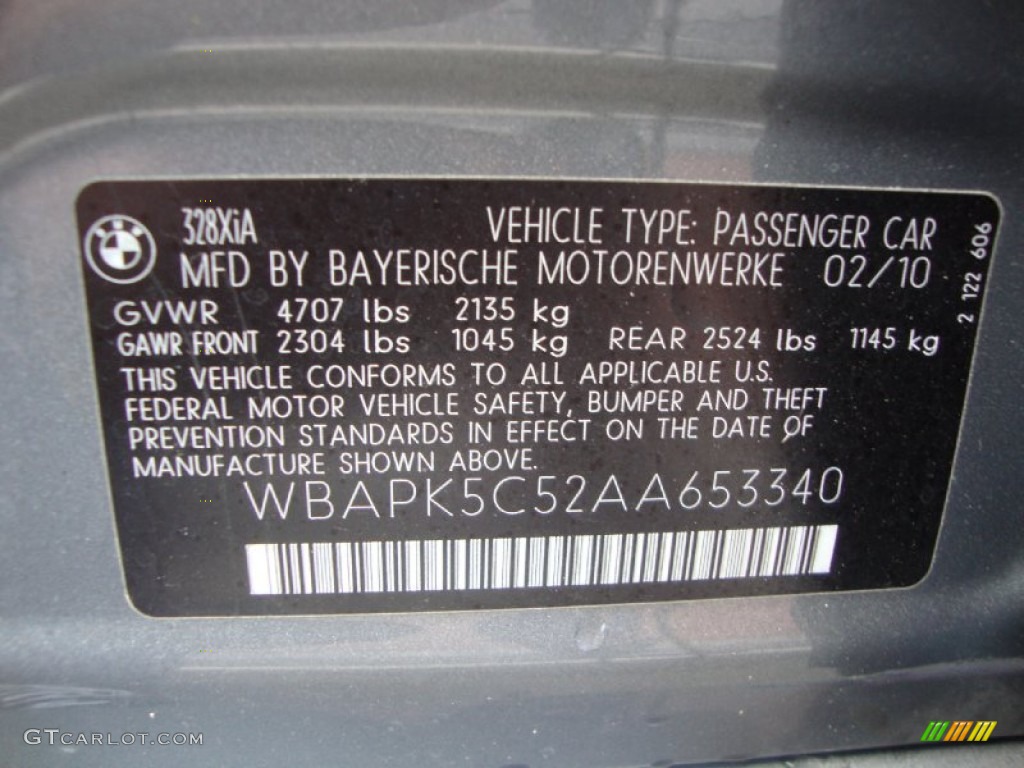 328XiA VEHICLE TYPE: PASSENGER CAR
MFD BY BAYERISCHE MOTORENWERKE 02/10
GVWR 4707 lbs 2135 kg
GAWR FRONT 2304 lbs 1045 kg REAR 2524 lbs 1145 kg
THIS VEHICLE CONFORMS TO ALL APPLICABLE U.S.
FEDERAL MOTOR VEHICLE SAFETY, BUMPER AND THEFT
PREVENTION STANDARDS IN EFFECT ON THE DATE OF
MANUFACTURE SHOWN ABOVE.
WBAPK5C52AA653340
2 122 606
GTCARLOT.COM